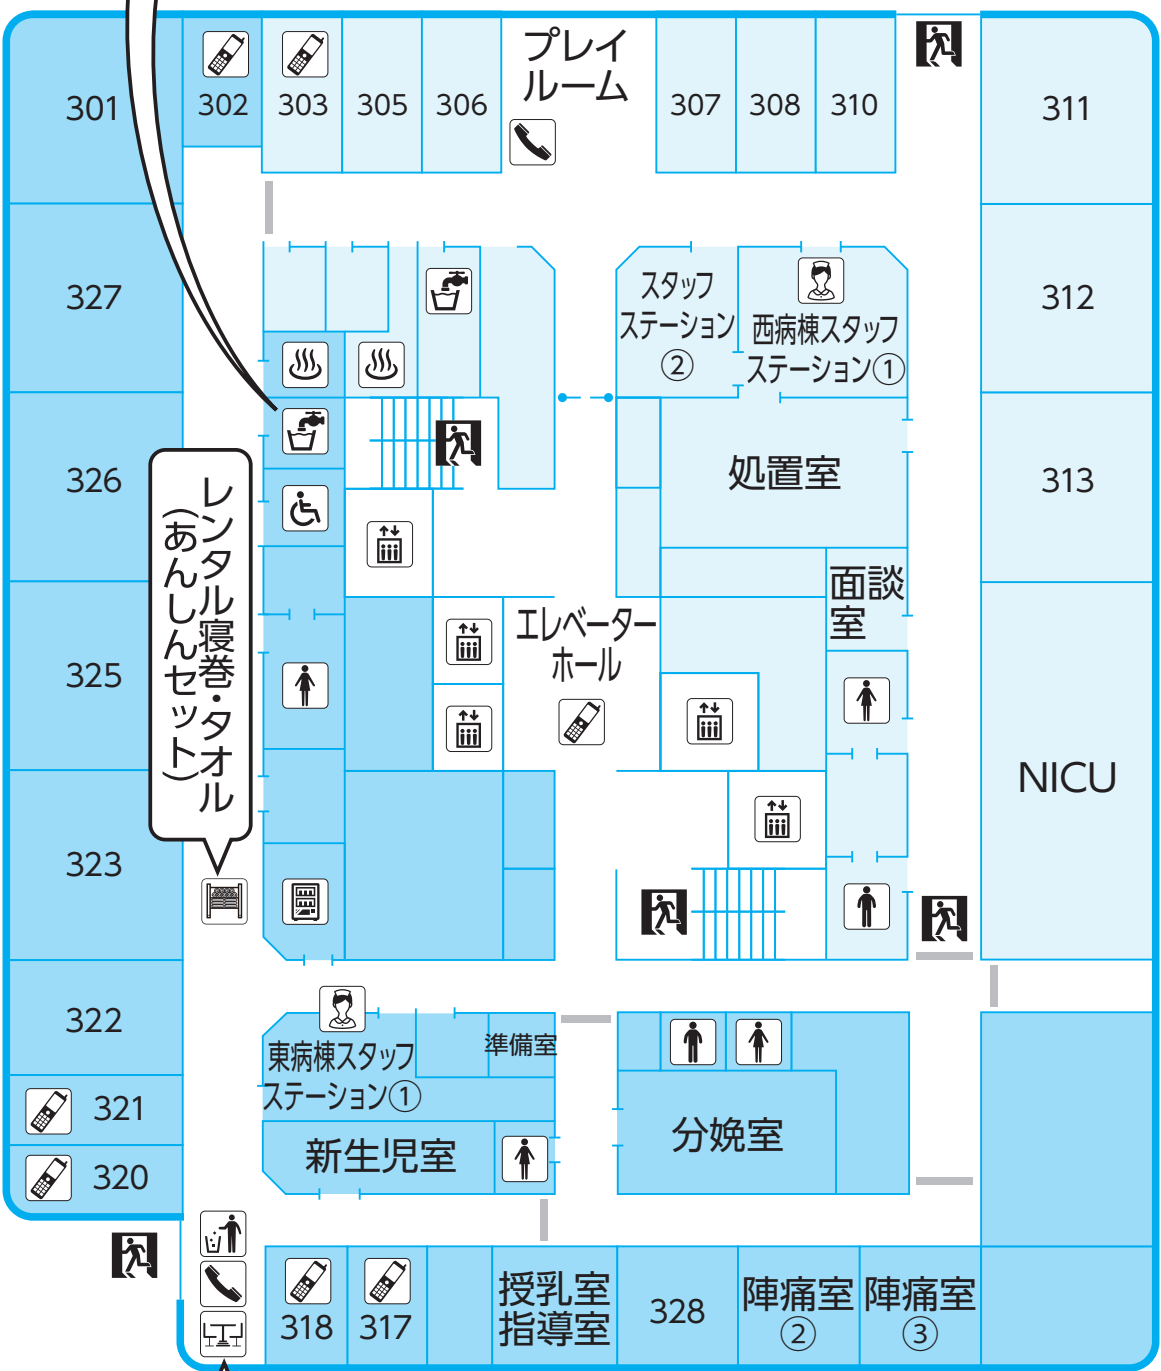 301
302
303
305
306
プレイ
ルーム
307
308
310
311
327
312
スタッフ
ステーション
②
西病棟スタッフ
ステーション①
326
処置室
313
レンタル寝巻・タオル
(あんしんセット)
面談
室
325
エレベーター
ホール
NICU
323
322
東病棟スタッフ
ステーション①
準備室
321
新生児室
分娩室
320
318
317
授乳室
指導室
328
陣痛室
②
陣痛室
③